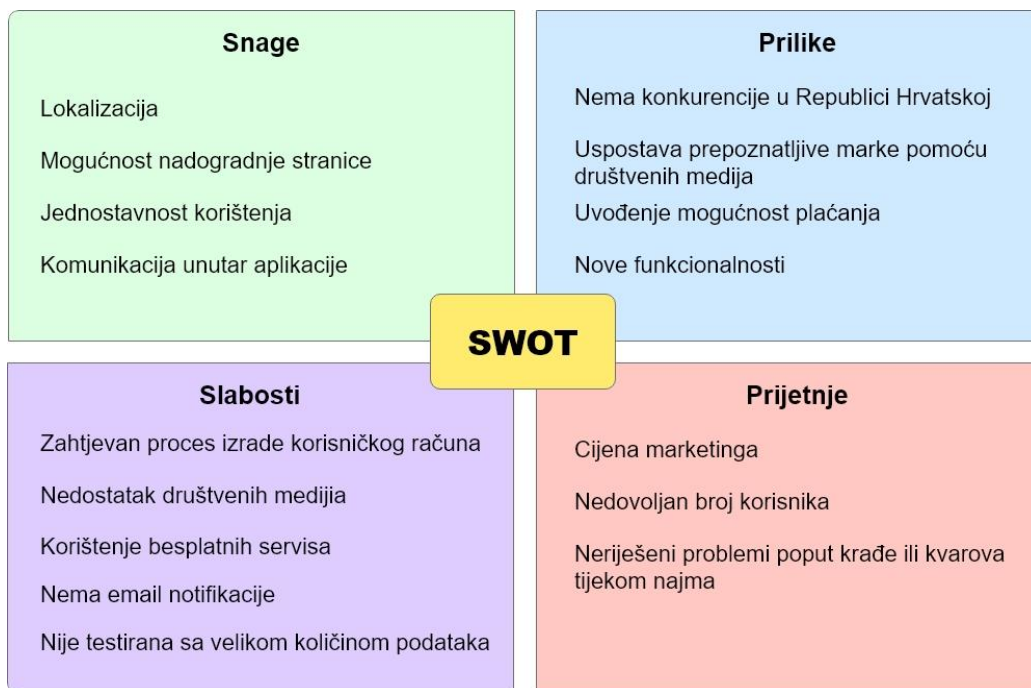 Snage
Lokalizacija
Mogućnost nadogradnje stranice
Jednostavnost korištenja
Komunikacija unutar aplikacije
Prilike
Nema konkurencije u Republici Hrvatskoj
Uspostava prepoznatljive marke pomoću
društvenih medija
Uvođenje mogućnost plaćanja
Nove funkcionalnosti
SWOT
Slabosti
Zahtjevan proces izrade korisničkog računa
Nedostatak društvenih medijia
Korištenje besplatnih servisa
Nema email notifikacije
Nije testirana sa velikom količinom podataka
Prijetnje
Cijena marketinga
Nedovoljan broj korisnika
Neriješeni problemi poput krađe ili kvarova
tijekom najma